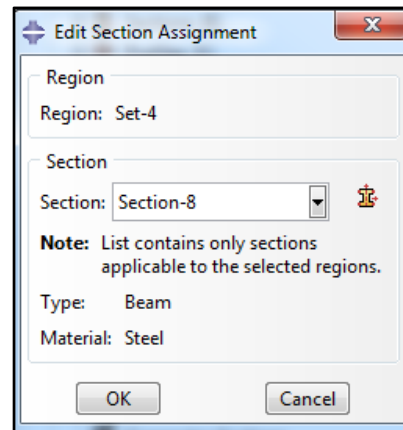 Edit Section Assignment
Region
Region: Set-4
Section
Section: Section-8
Note: List contains only sections
applicable to the selected regions.
Type: Beam
Material: Steel
OK Cancel